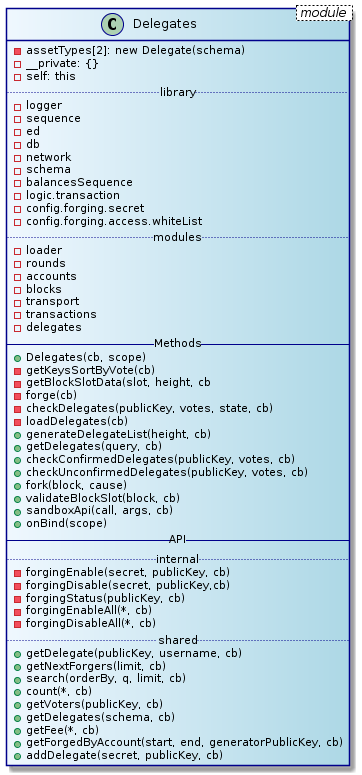 module
C Delegates
assetTypes[2]: new Delegate(schema)
__private: {}
self: this
library
logger
sequence
ed
db
network
schema
balancesSequence
logic.transaction
config.forging.secret
config.forging.access.whiteList
modules
loader
rounds
accounts
blocks
transport
transactions
delegates
Methods
Delegates(cb, scope)
getKeysSortByVote(cb)
getBlockSlotData(slot, height, cb
forge(cb)
checkDelegates(publicKey, votes, state, cb)
loadDelegates(cb)
generateDelegateList(height, cb)
getDelegates(query, cb)
checkConfirmedDelegates(publicKey, votes, cb)
checkUnconfirmedDelegates(publicKey, votes, cb)
fork(block, cause)
validateBlockSlot(block, cb)
sandboxApi(call, args, cb)
onBind(scope)
API
internal
forgingEnable(secret, publicKey, cb)
forgingDisable(secret, publicKey,cb)
forgingStatus(publicKey, cb)
forgingEnableAll(*, cb)
forgingDisableAll(*, cb)
shared
getDelegate(publicKey, username, cb)
getNextForgers(limit, cb)
search(orderBy, q, limit, cb)
count(*, cb)
getVoters(publicKey, cb)
getDelegates(schema, cb)
getFee(*, cb)
getForgedByAccount(start, end, generatorPublicKey, cb)
addDelegate(secret, publicKey, cb)